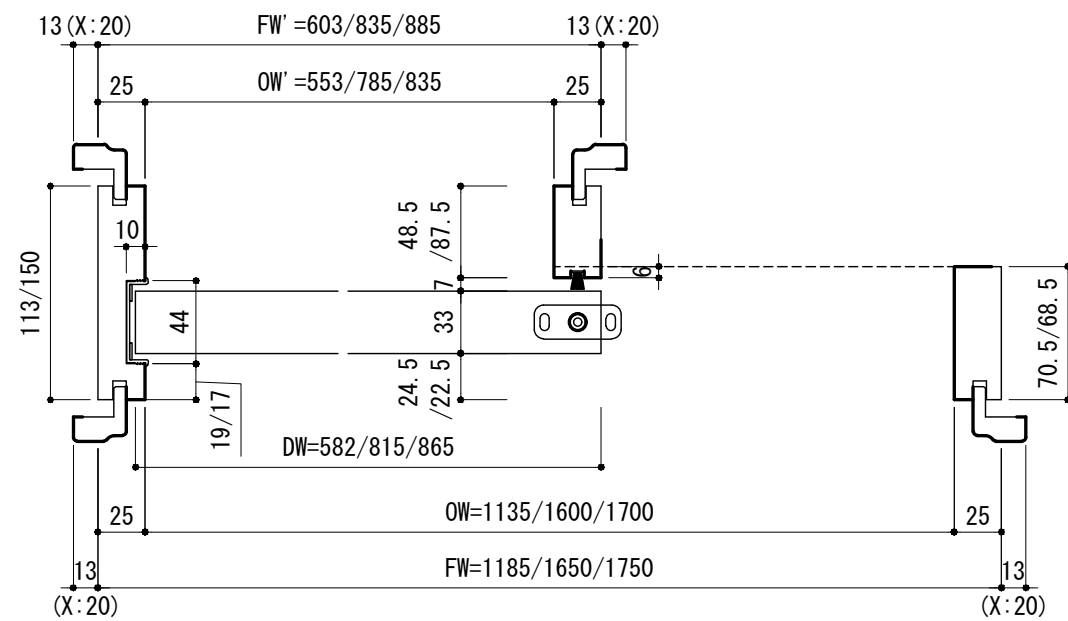 13(X:20)
FW'=603/835/885
13(X:20)
25
OW'=553/785/835
25
10
48.5
/87.5
6
7
113/150
44
33
70.5/68.5
24.5
/22.5
19/17
DW=582/815/865
25
OW=1135/1600/1700
25
13
(X:20)
FW=1185/1650/1750
13
(X:20)